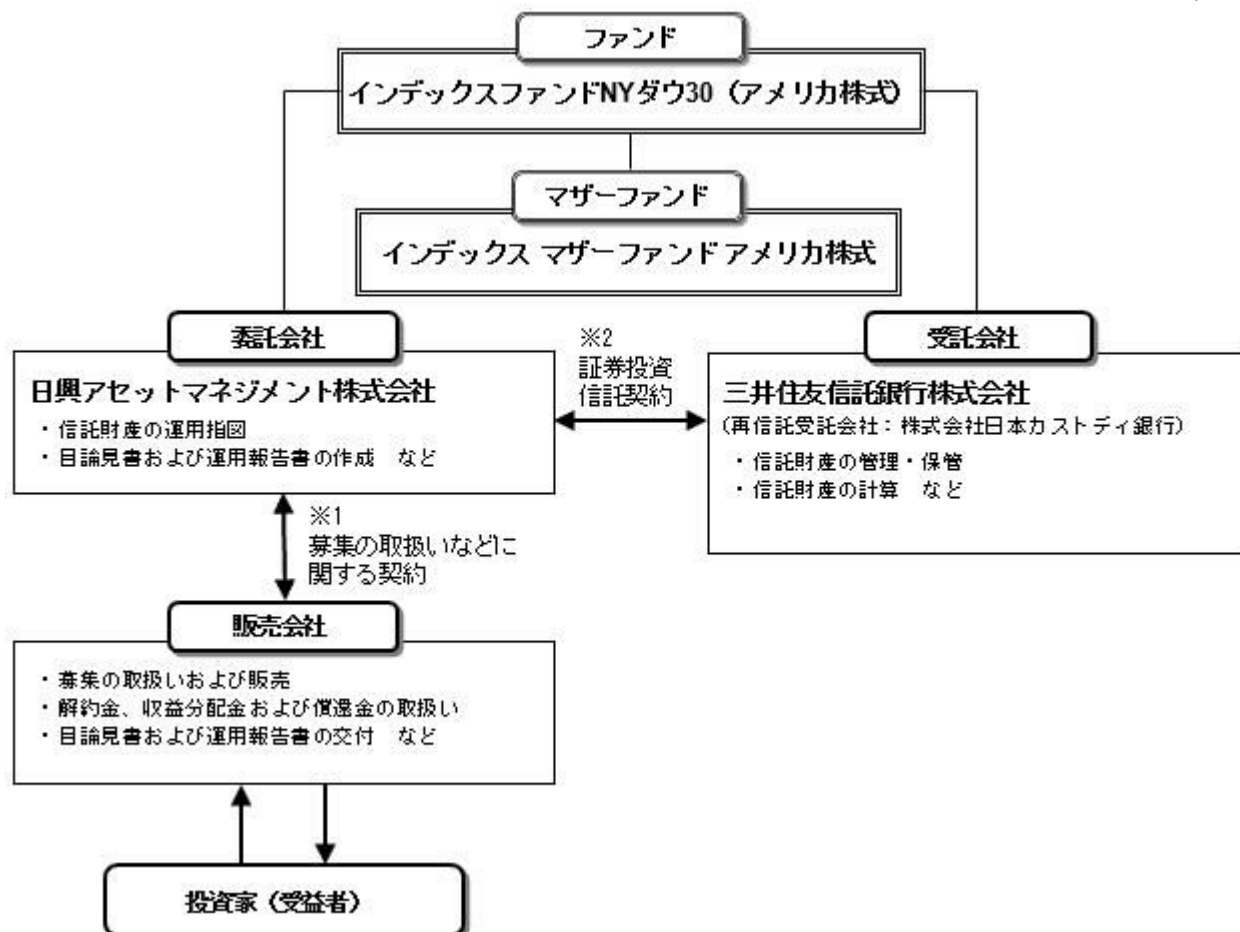 ファンド
インデックスファンドNYダウ30（アメリカ株式）
マザーファンド
インデックス マザーファンド アメリカ株式
委託会社
日興アセットマネジメント株式会社
・信託財産の運用指図
・目論見書および運用報告書の作成 など
※2
証券投資
信託契約
受託会社
三井住友信託銀行株式会社
(再信託受託会社：株式会社日本カストディ銀行)
・信託財産の管理・保管
・信託財産の計算 など
※1
募集の取扱いなどに
関する契約
販売会社
・募集の取扱いおよび販売
・解約金、収益分配金および償還金の取扱い
・目論見書および運用報告書の交付 など
投資家（受益者）